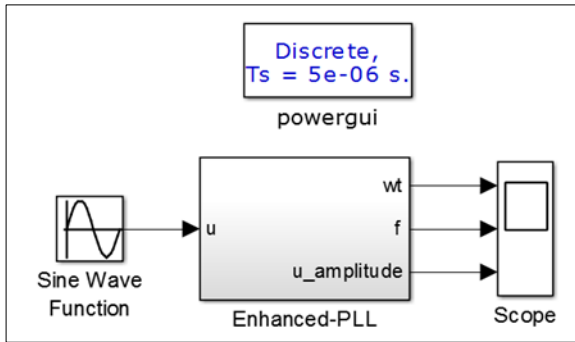 Discrete,
Ts = 5e-06 s.
powergui
wt
u
f
u_amplitude
Sine Wave
Function
Enhanced-PLL
Scope